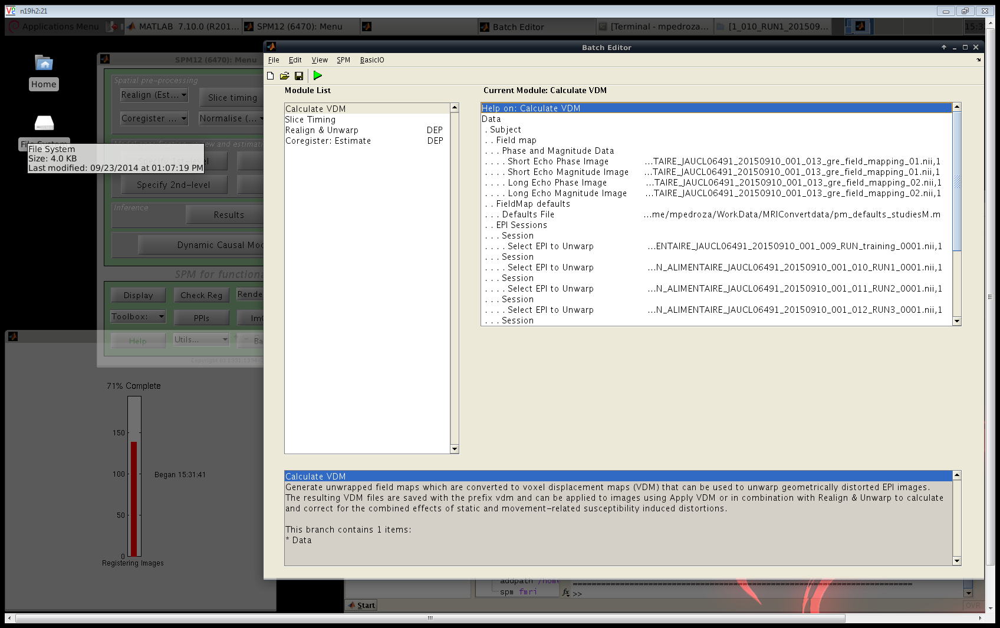 n19h2:21
Applications Menu
MATLAB 7.10.0 (R201...
SPM12 (6470): Menu
Batch Editor
[Terminal - mpedroza...
[1_010_RUN1_201509...
Home
File System
Size: 4.0 KB
Last modified: 09/23/2014 at 01:07:19 PM
SPM12 (6470): Menu
Spatial pre-processing
Realign (Est...
Slice timing
Coregister ...
Normalise (...
Specify 2nd-level
Inference
Results
Dynamic Causal Mo
SPM for functiona
Display
Check Reg
Rende
Toolbox:
PPIs
Help
Utils...
Ba
71% Complete
150
100
50
0
Began 15:31:41
Registering Images
Batch Editor
File Edit View SPM BasicIO
Module List
Calculate VDM
Slice Timing
Realign & Unwarp DEP
Coregister: Estimate DEP
Current Module: Calculate VDM
Help on: Calculate VDM
Data
. Subject
. . Field map
. . . Phase and Magnitude Data
. . . . Short Echo Phase Image ...TAIRE_JAUCL06491_20150910_001_013_gre_field_mapping_01.nii,1
. . . . Short Echo Magnitude Image ...TAIRE_JAUCL06491_20150910_001_013_gre_field_mapping_01.nii,1
. . . . Long Echo Phase Image ...TAIRE_JAUCL06491_20150910_001_013_gre_field_mapping_02.nii,1
. . . . Long Echo Magnitude Image ...TAIRE_JAUCL06491_20150910_001_013_gre_field_mapping_02.nii,1
. . FieldMap defaults
. . . Defaults File ...me/mpedroza/WorkData/MRIConvertdata/pm_defaults_studiesM.m
. . EPI Sessions
. . . Session
. . . . Select EPI to Unwarp ...ENTAIRE_JAUCL06491_20150910_001_009_RUN_training_0001.nii,1
. . . Session
. . . . Select EPI to Unwarp ...N_ALIMENTAIRE_JAUCL06491_20150910_001_010_RUN1_0001.nii,1
. . . Session
. . . . Select EPI to Unwarp ...N_ALIMENTAIRE_JAUCL06491_20150910_001_011_RUN2_0001.nii,1
. . . Session
. . . . Select EPI to Unwarp ...N_ALIMENTAIRE_JAUCL06491_20150910_001_012_RUN3_0001.nii,1
. . . Session
Calculate VDM
Generate unwrapped field maps which are converted to voxel displacement maps (VDM) that can be used to unwarp geometrically distorted EPI images.
The resulting VDM files are saved with the prefix vdm and can be applied to images using Apply VDM or in combination with Realign & Unwarp to calculate
and correct for the combined effects of static and movement-related susceptibility induced distortions.
This branch contains 1 items:
* Data
addpath /home
spm fmri
fx >>
Start
OVR